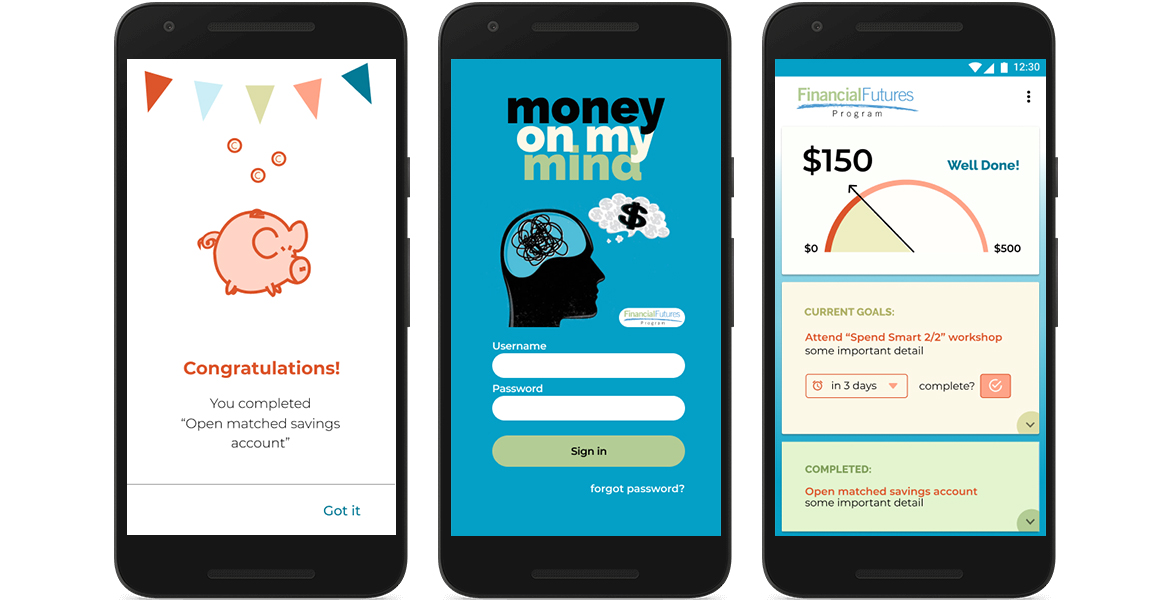 Congratulations!
You completed
“Open matched savings
account”
Got it
money
on my
mind
$
FinancialFutures
Program
Username
Password
Sign in
forgot password?
12:30
FinancialFutures
Program
$150
Well Done!
$0
$500
CURRENT GOALS:
Attend “Spend Smart 2/2” workshop
some important detail
in 3 days
complete?
COMPLETED:
Open matched savings account
some important detail